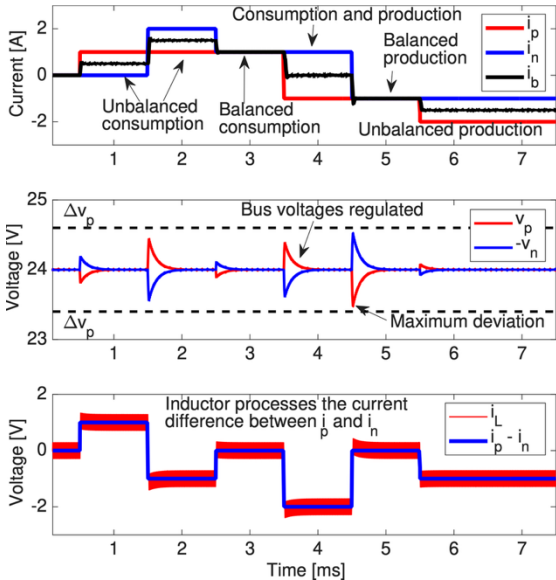 Consumption and production
Current [A]
2
0
-2
i_p
i_n
i_b
Unbalanced
consumption
Balanced
consumption
Balanced
production
Unbalanced production
1 2 3 4 5 6 7
Voltage [V]
25
24
23
Δv_p
Bus voltages regulated
v_p
-v_n
Δv_p
Maximum deviation
1 2 3 4 5 6 7
Voltage [V]
2
0
-2
Inductor processes the current
difference between i_p and i_n
i_L
i_p - i_n
1 2 3 4 5 6 7
Time [ms]